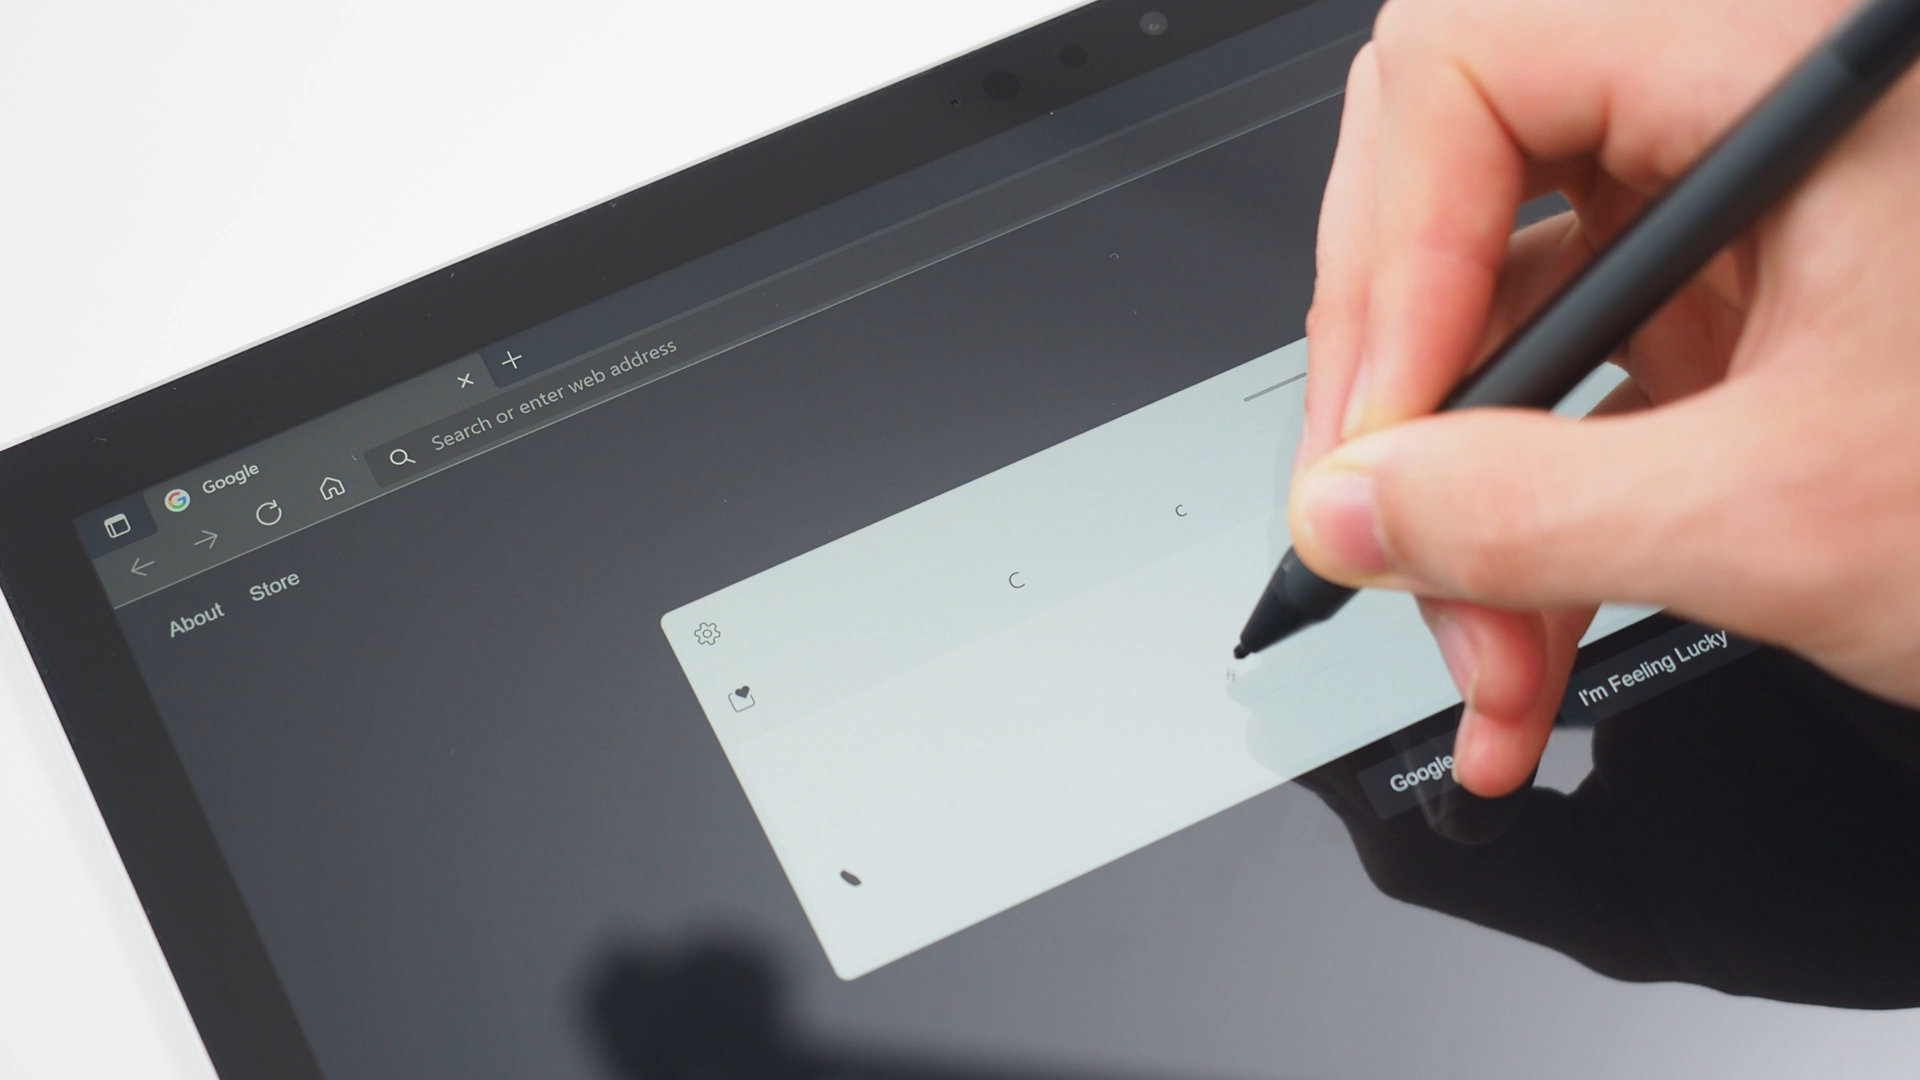 Google
Search or enter web address
About Store
C
C
Google
I'm Feeling Lucky